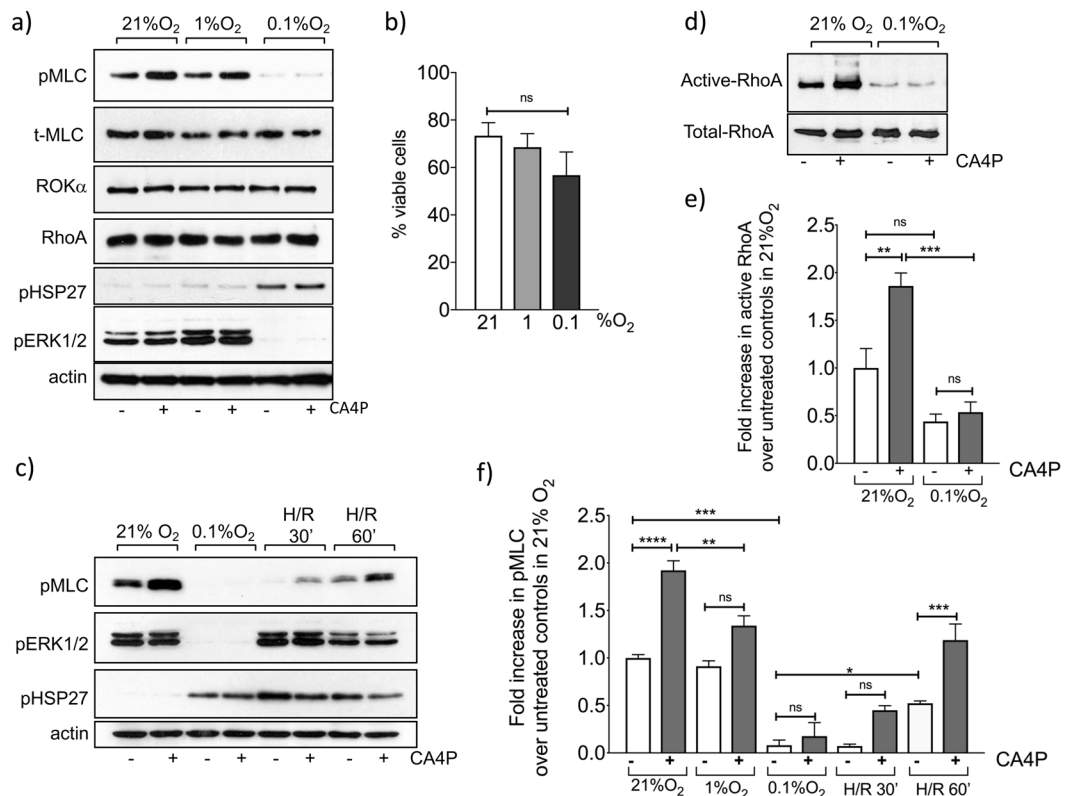 a)
21%O2 1%O2 0.1%O2
pMLC
t-MLC
ROKα
RhoA
pHSP27
pERK1/2
actin
- + - + - + CA4P
b)
% viable cells
100
80
60
40
20
0
ns
21 1 0.1 %O2
d)
21% O2 0.1%O2
Active-RhoA
Total-RhoA
- + - + CA4P
e)
Fold increase in active RhoA
over untreated controls in 21%O2
2.5
2.0
1.5
1.0
0.5
0.0
ns
** ***
ns
- + - + CA4P
21%O2 0.1%O2
c)
H/R H/R
21% O2 0.1%O2 30' 60'
pMLC
pERK1/2
pHSP27
actin
- + - + - + - + CA4P
f)
Fold increase in pMLC
over untreated controls in 21% O2
2.5
2.0
1.5
1.0
0.5
0.0
***
**** **
ns
***
*
ns
ns
- + - + - + - + - + CA4P
21%O2 1%O2 0.1%O2 H/R 30' H/R 60'